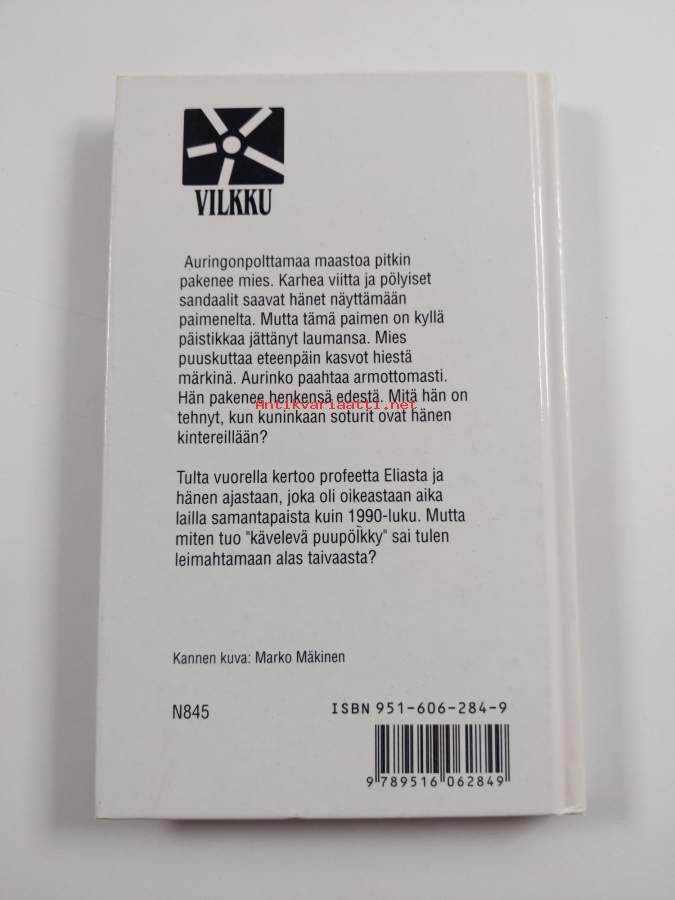 VILKKU
Auringonpolttamaa maastoa pitkin
pakenee mies. Karhea viitta ja pölyiset
sandaalit saavat hänet näyttämään
paimenelta. Mutta tämä paimen on kyllä
päistikkaa jättänyt laumansa. Mies
puuskuttaa eteenpäin kasvot hiestä
märkinä. Aurinko paahtaa armottomasti.
Hän pakenee henkensä edestä. Mitä hän on
Antikvariaatti.net
tehnyt, kun kuninkaan soturit ovat hänen
kintereillään?
Tulta vuorella kertoo profeetta Eliasta ja
hänen ajastaan, joka oli oikeastaan aika
lailla samantapaista kuin 1990-luku. Mutta
miten tuo "kävelevä puupölkky" sai tulen
leimahtamaan alas taivaasta?
Kannen kuva: Marko Mäkinen
N845
ISBN 951-606-284-9
9 789516 062849